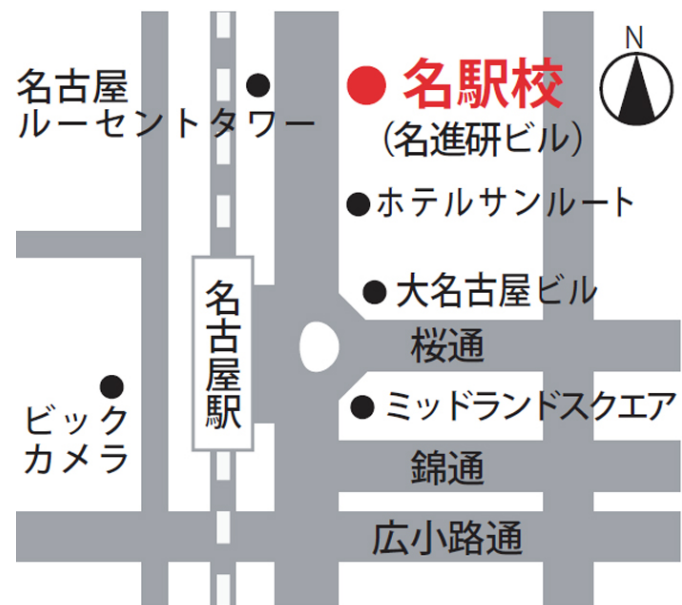 N
名古屋
ルーセントタワー
名駅校
（名進研ビル）
ホテルサンルート
大名古屋ビル
名古屋駅
桜通
ミッドランドスクエア
ビック
カメラ
錦通
広小路通